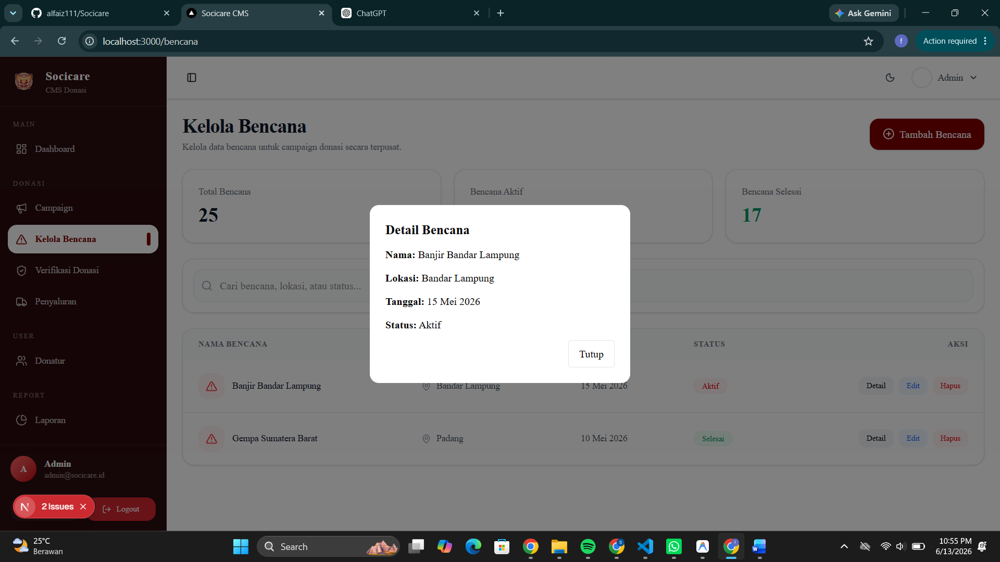 alfaiz111/Socicare
Socicare CMS
ChatGPT
Ask Gemini
localhost:3000/bencana
f
Action required
Socicare
CMS Donasi
Admin
MAIN
Dashboard
Kelola Bencana
Kelola data bencana untuk campaign donasi secara terpusat.
Tambah Bencana
DONASI
Campaign
Kelola Bencana
Verifikasi Donasi
Penyaluran
Total Bencana
25
Bencana Aktif
Bencana Selesai
17
Cari bencana, lokasi, atau status...
Detail Bencana
Nama: Banjir Bandar Lampung
Lokasi: Bandar Lampung
Tanggal: 15 Mei 2026
Status: Aktif
Tutup
USER
Donatur
REPORT
Laporan
NAMA BENCANA
STATUS
AKSI
Banjir Bandar Lampung
Bandar Lampung
15 Mei 2026
Aktif
Detail
Edit
Hapus
Gempa Sumatera Barat
Padang
10 Mei 2026
Selesai
Detail
Edit
Hapus
A
Admin
admin@socicare.id
N
2 Issues
Logout
25°C
Berawan
Search
10:55 PM
6/13/2026